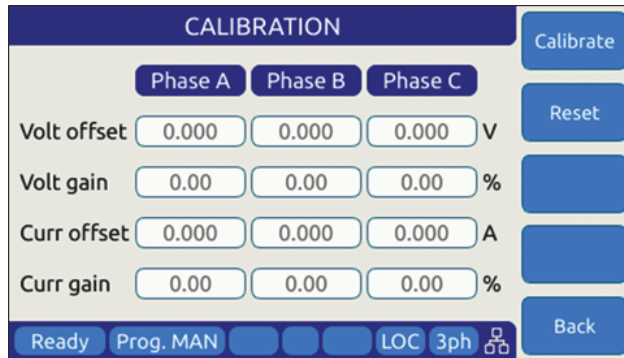 CALIBRATION
Calibrate
Phase A Phase B Phase C
Reset
Volt offset 0.000 0.000 0.000 V
Volt gain 0.00 0.00 0.00 %
Curr offset 0.000 0.000 0.000 A
Curr gain 0.00 0.00 0.00 %
Back
Ready Prog. MAN LOC 3ph